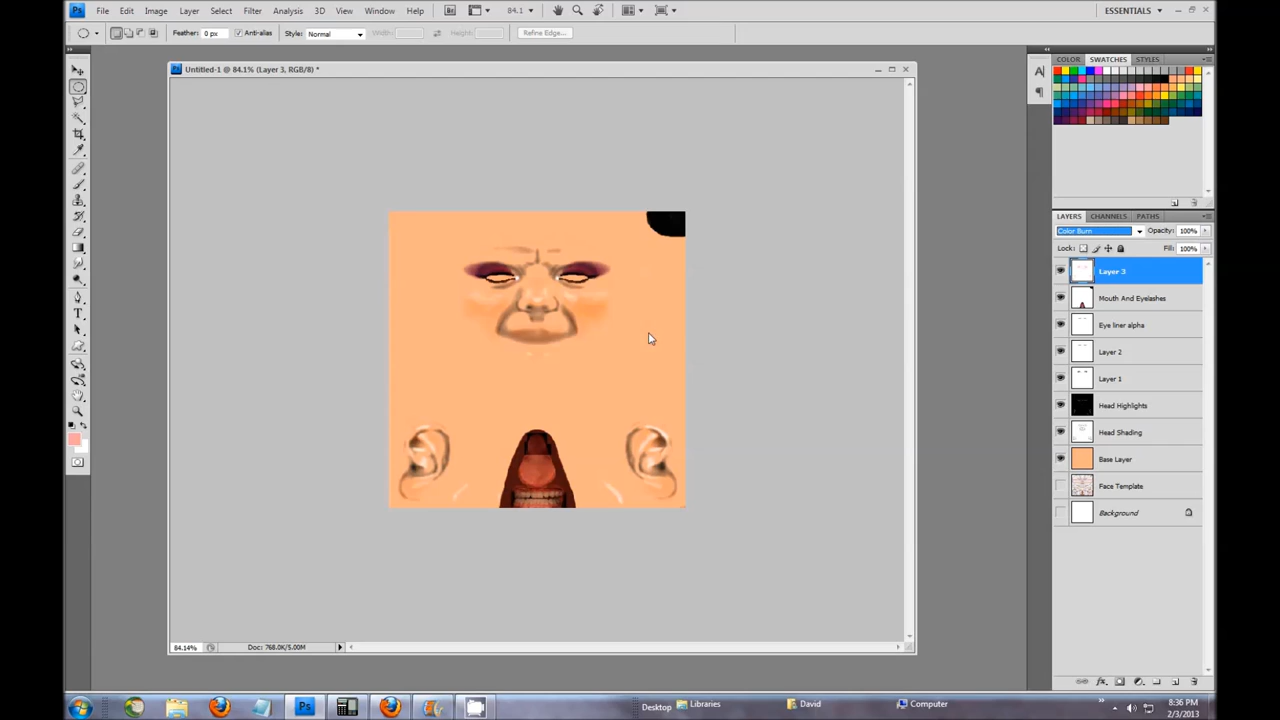 Ps File Edit Image Layer Select Filter Analysis 3D View Window Help Br 84.1 ESSENTIALS
Feather: 0 px Anti-alias Style: Normal Width: Height: Refine Edge...
Ps Untitled-1 @ 84.1% (Layer 3, RGB/8) *
COLOR SWATCHES STYLES
A
T
LAYERS CHANNELS PATHS
Color Burn Opacity: 100%
Lock: Fill: 100%
Layer 3
Mouth And Eyelashes
Eye liner alpha
Layer 2
Layer 1
Head Highlights
Head Shading
Base Layer
Face Template
Background
84.14% Doc: 768.0K/5.00M
fx
Ps Desktop Libraries David Computer 8:36 PM
2/3/2013